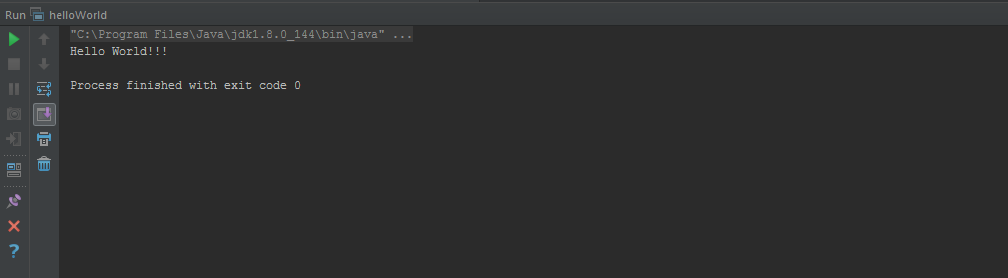 Run helloWorld
"C:\Program Files\Java\jdk1.8.0_144\bin\java" ...
Hello World!!!
Process finished with exit code 0
?